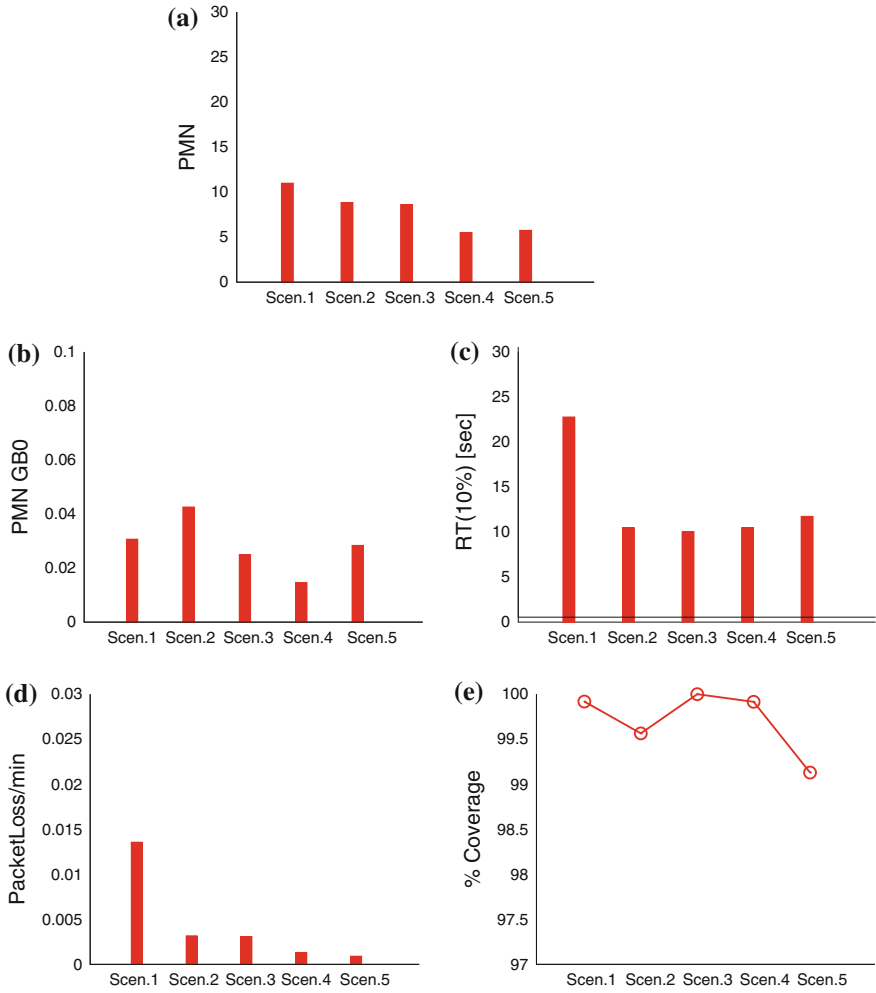 (a)
30
25
20
15
10
5
0
PMN
Scen.1 Scen.2 Scen.3 Scen.4 Scen.5
(b)
0.1
0.08
0.06
0.04
0.02
0
PMN GB0
Scen.1 Scen.2 Scen.3 Scen.4 Scen.5
(c)
30
25
20
15
10
5
0
RT(10%) [sec]
Scen.1 Scen.2 Scen.3 Scen.4 Scen.5
(d)
0.03
0.025
0.02
0.015
0.01
0.005
0
PacketLoss/min
Scen.1 Scen.2 Scen.3 Scen.4 Scen.5
(e)
100
99.5
99
98.5
98
97.5
97
% Coverage
Scen.1 Scen.2 Scen.3 Scen.4 Scen.5